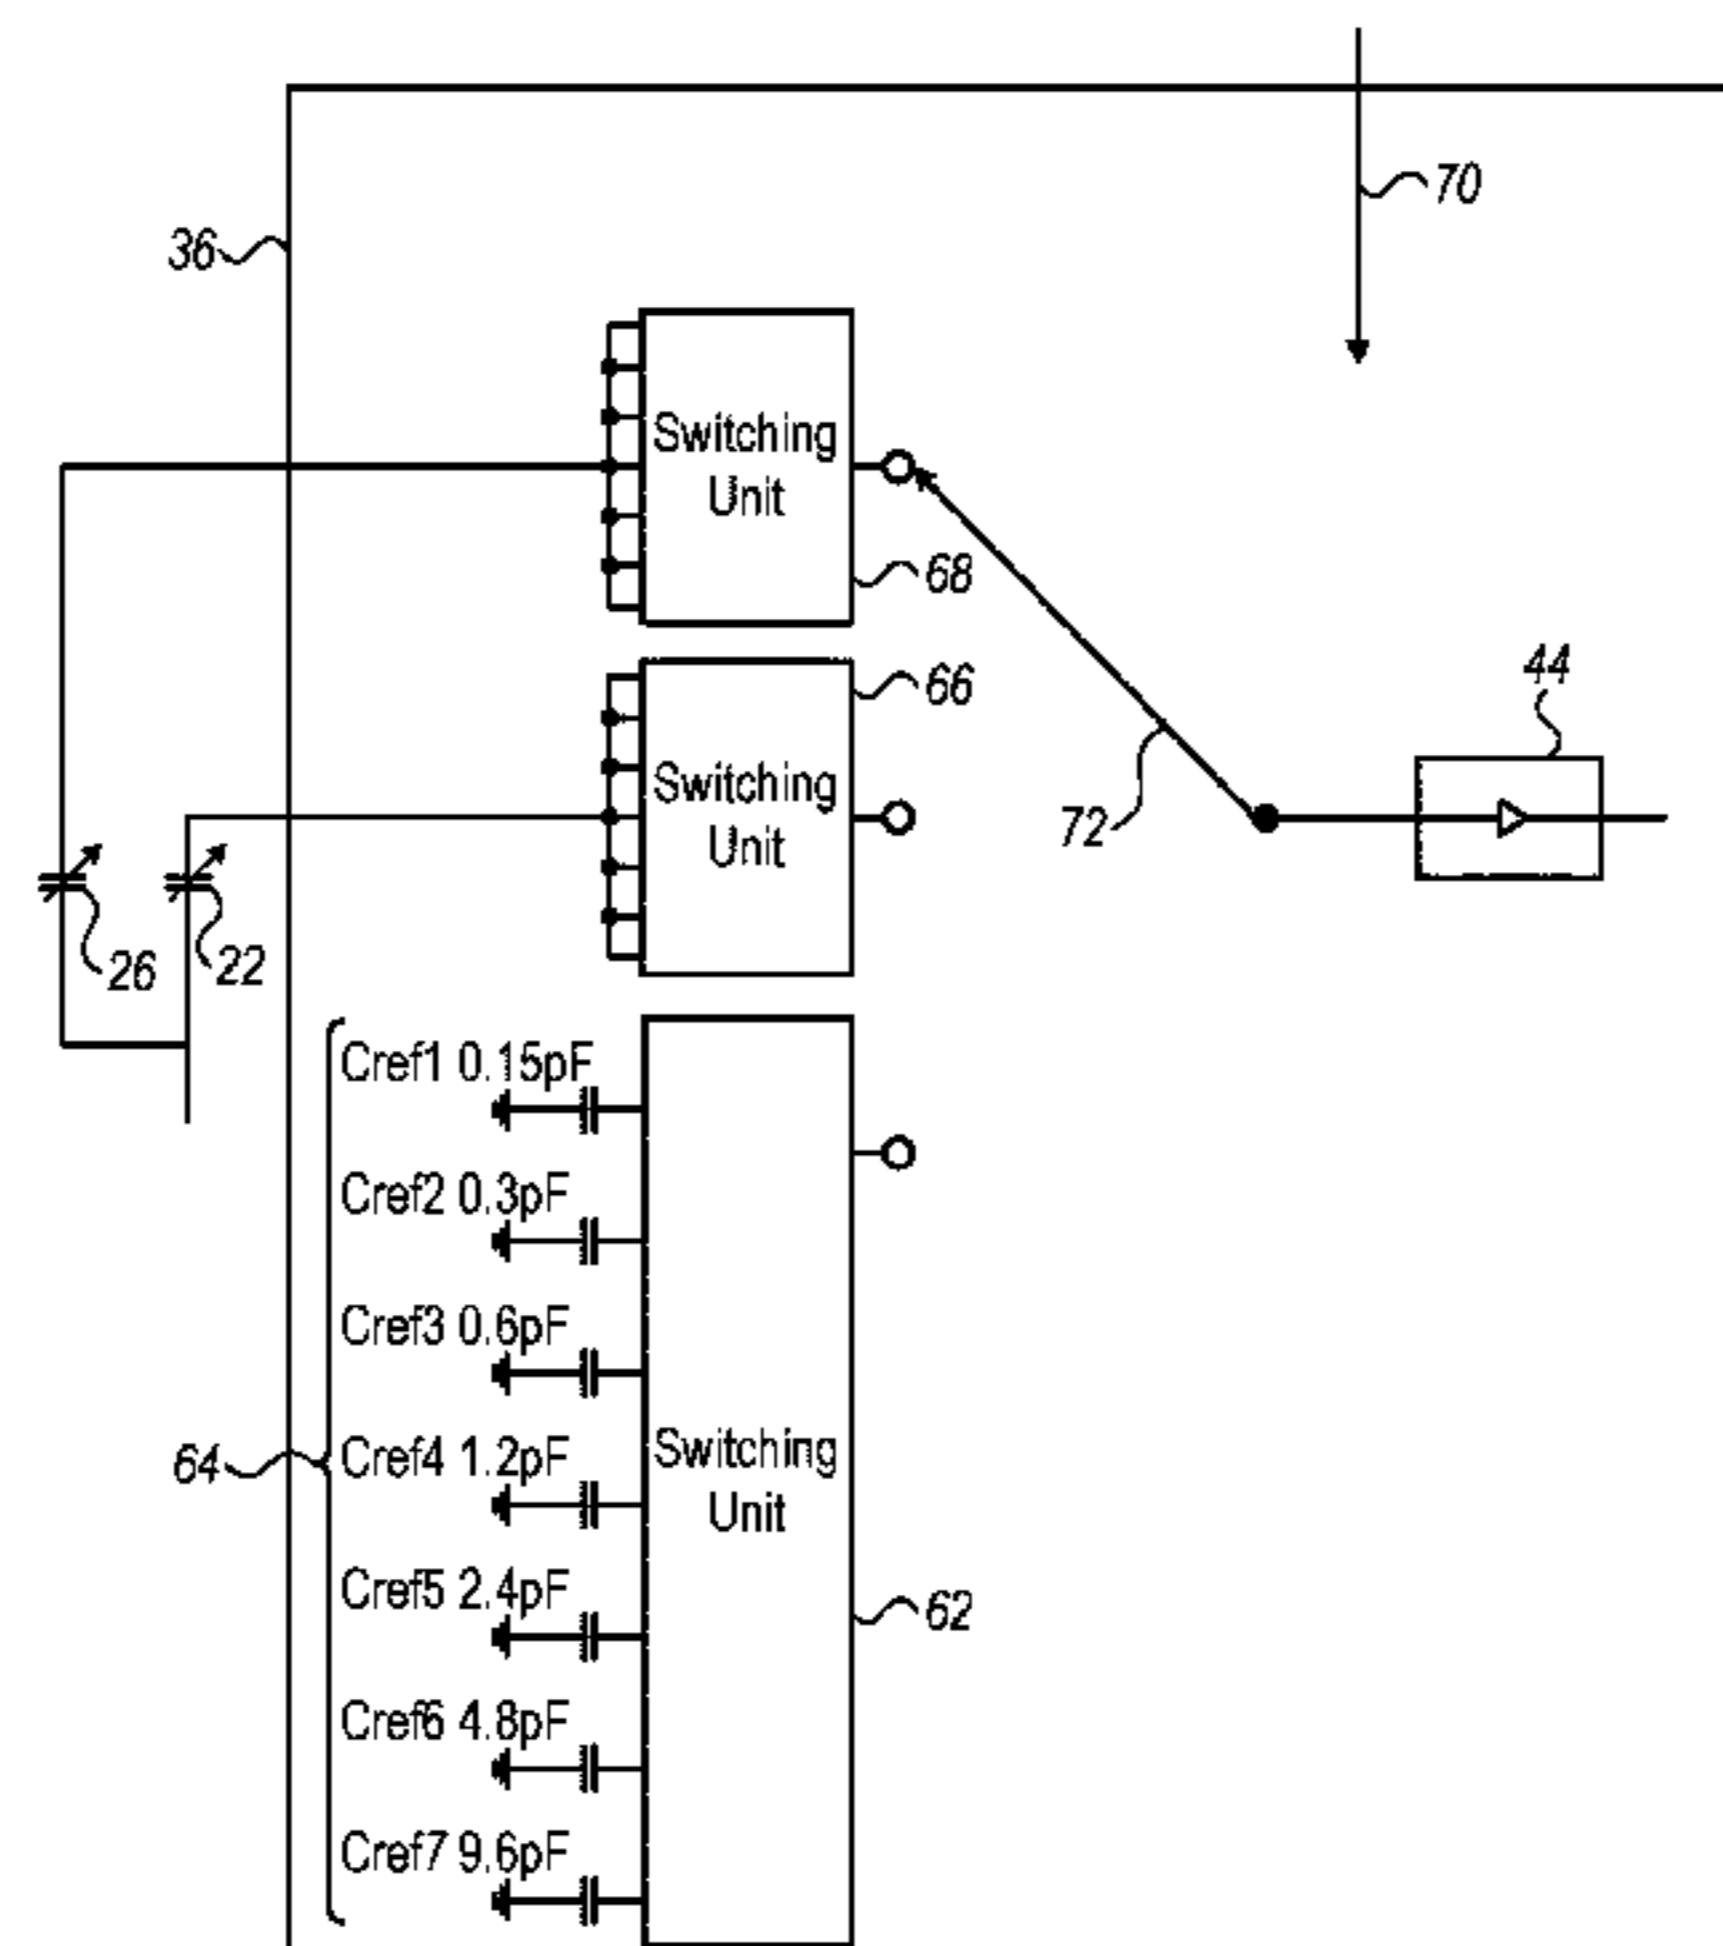 70
36
Switching
Unit
68
66
44
Switching
Unit
72
26
22
Cref1 0.15pF
Cref2 0.3pF
Cref3 0.6pF
64
Cref4 1.2pF
Switching
Unit
Cref5 2.4pF
62
Cref6 4.8pF
Cref7 9.6pF